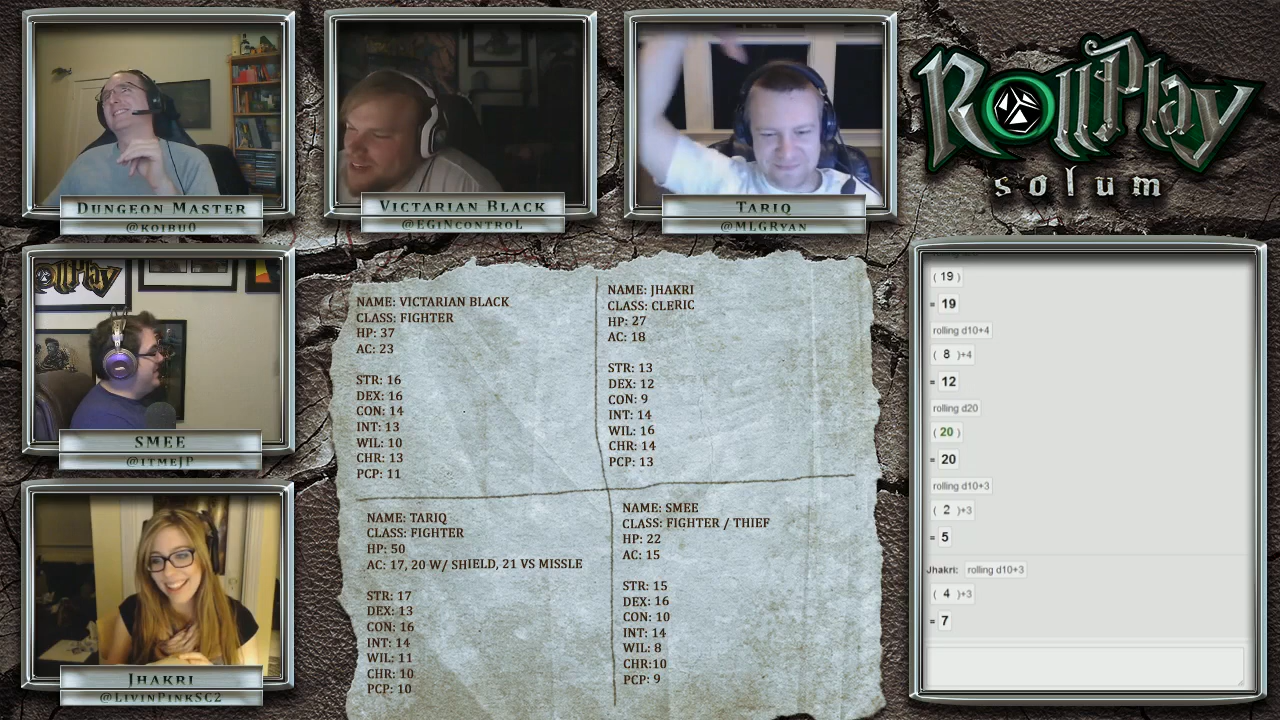 DUNGEON MASTER
@KOIBU0
VICTARIAN BLACK
@EGINCONTROL
TARIQ
@MLGRYAN
ROLLPLAY
solum
ROLLPLAY
SMEE
@ITMEJP
JHAKRI
@LIVINPINKSC2
NAME: VICTARIAN BLACK
CLASS: FIGHTER
HP: 37
AC: 23
STR: 16
DEX: 16
CON: 14
INT: 13
WIL: 10
CHR: 13
PCP: 11
NAME: JHAKRI
CLASS: CLERIC
HP: 27
AC: 18
STR: 13
DEX: 12
CON: 9
INT: 14
WIL: 16
CHR: 14
PCP: 13
NAME: TARIQ
CLASS: FIGHTER
HP: 50
AC: 17, 20 W/ SHIELD, 21 VS MISSLE
STR: 17
DEX: 13
CON: 16
INT: 14
WIL: 11
CHR: 10
PCP: 10
NAME: SMEE
CLASS: FIGHTER / THIEF
HP: 22
AC: 15
STR: 15
DEX: 16
CON: 10
INT: 14
WIL: 8
CHR:10
PCP: 9
( 19 )
= 19
rolling d10+4
( 8 )+4
= 12
rolling d20
( 20 )
= 20
rolling d10+3
( 2 )+3
= 5
Jhakri: rolling d10+3
( 4 )+3
= 7